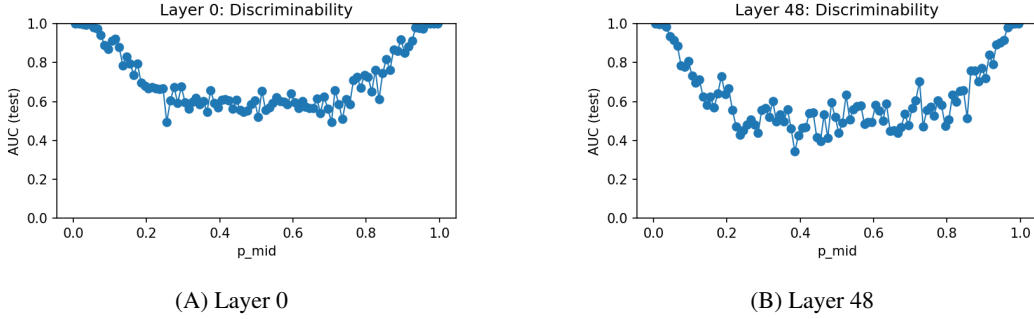 Layer 0: Discriminability
1.0
0.8
0.6
0.4
0.2
0.0
AUC (test)
0.0 0.2 0.4 0.6 0.8 1.0
p_mid
(A) Layer 0
Layer 48: Discriminability
1.0
0.8
0.6
0.4
0.2
0.0
AUC (test)
0.0 0.2 0.4 0.6 0.8 1.0
p_mid
(B) Layer 48